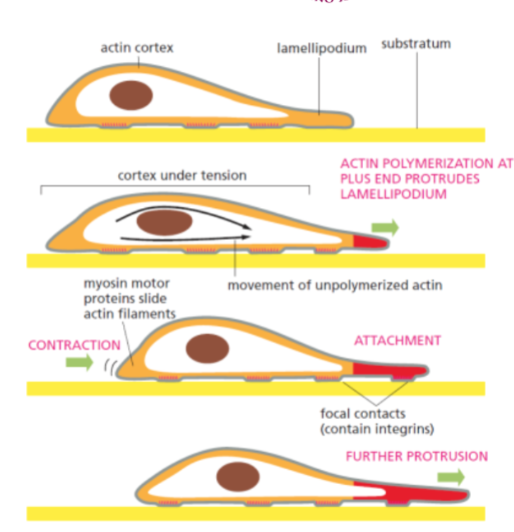 actin cortex
lamellipodium
substratum
ACTIN POLYMERIZATION AT
PLUS END PROTRUDES
LAMELLIPODIUM
cortex under tension
movement of unpolymerized actin
myosin motor
proteins slide
actin filaments
CONTRACTION
ATTACHMENT
focal contacts
(contain integrins)
FURTHER PROTRUSION